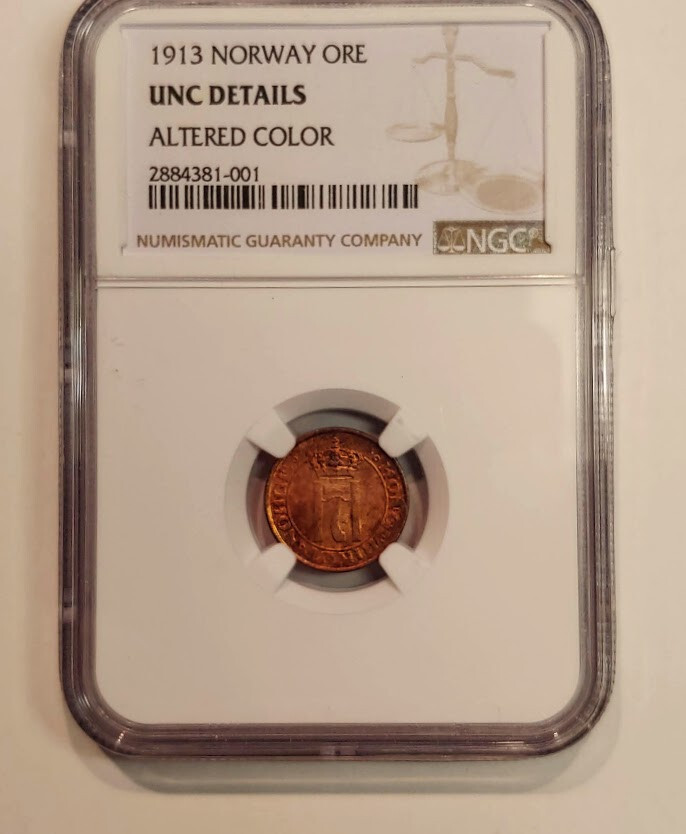 1913 NORWAY ORE
UNC DETAILS
ALTERED COLOR
2884381-001
NUMISMATIC GUARANTY COMPANY NGC